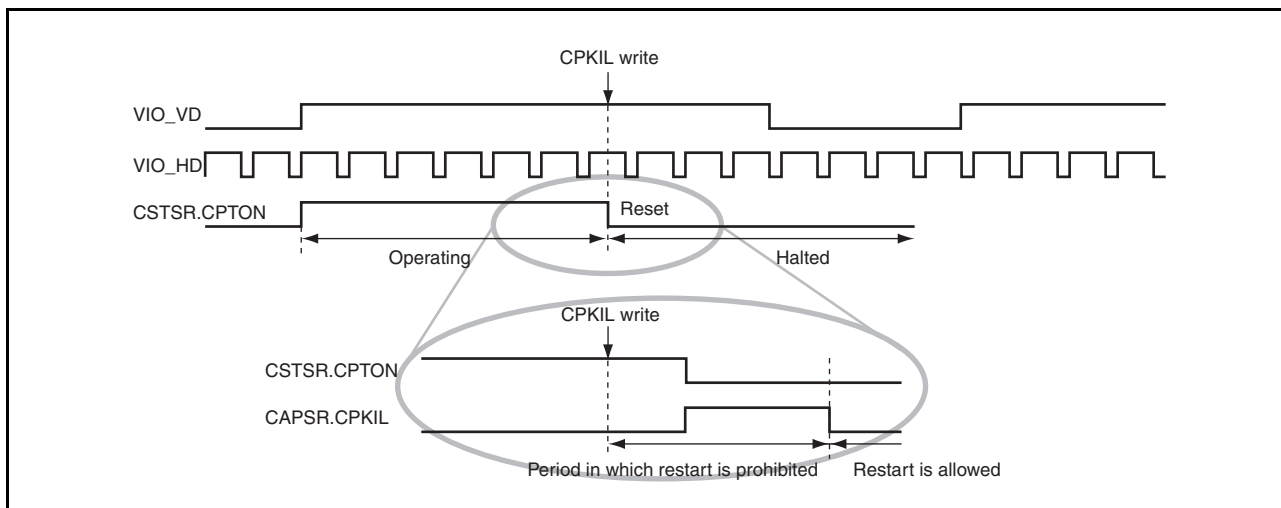 CPKIL write
VIO_VD
VIO_HD
CSTSR.CPTON
Reset
Operating
Halted
CPKIL write
CSTSR.CPTON
CAPSR.CPKIL
Period in which restart is prohibited
Restart is allowed